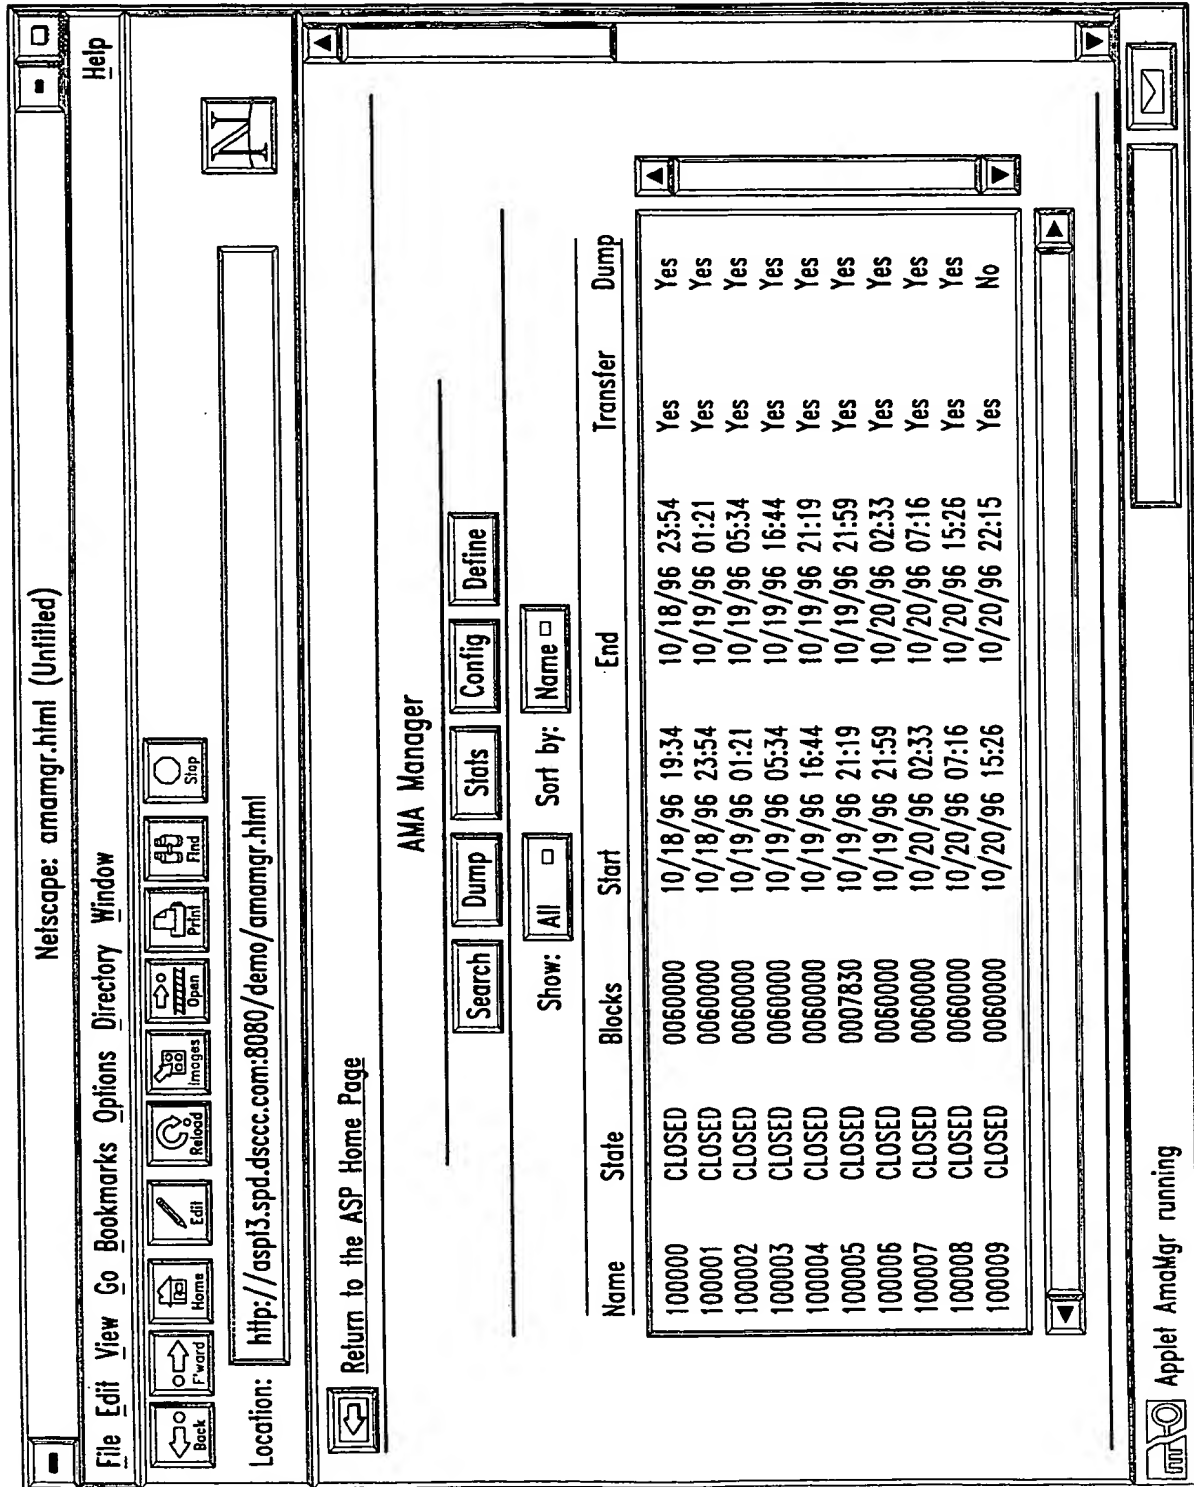 Netscape: amamgr.html (Untitled)
File Edit View Go Bookmarks Options Directory Window Help
Back F'ward Home Edit Reload Images Open Print Find Stop
Location: http://aspt3.spd.dsccc.com:8080/demo/amamgr.html
N
Return to the ASP Home Page
AMA Manager
Search Dump Stats Config Define
Show: All Sort by: Name
Name State Blocks Start End Transfer Dump
100000 CLOSED 0060000 10/18/96 19:34 10/18/96 23:54 Yes Yes
100001 CLOSED 0060000 10/18/96 23:54 10/19/96 01:21 Yes Yes
100002 CLOSED 0060000 10/19/96 01:21 10/19/96 05:34 Yes Yes
100003 CLOSED 0060000 10/19/96 05:34 10/19/96 16:44 Yes Yes
100004 CLOSED 0060000 10/19/96 16:44 10/19/96 21:19 Yes Yes
100005 CLOSED 0007830 10/19/96 21:19 10/19/96 21:59 Yes Yes
100006 CLOSED 0060000 10/19/96 21:59 10/20/96 02:33 Yes Yes
100007 CLOSED 0060000 10/20/96 02:33 10/20/96 07:16 Yes Yes
100008 CLOSED 0060000 10/20/96 07:16 10/20/96 15:26 Yes Yes
100009 CLOSED 0060000 10/20/96 15:26 10/20/96 22:15 Yes No
Applet AmaMgr running